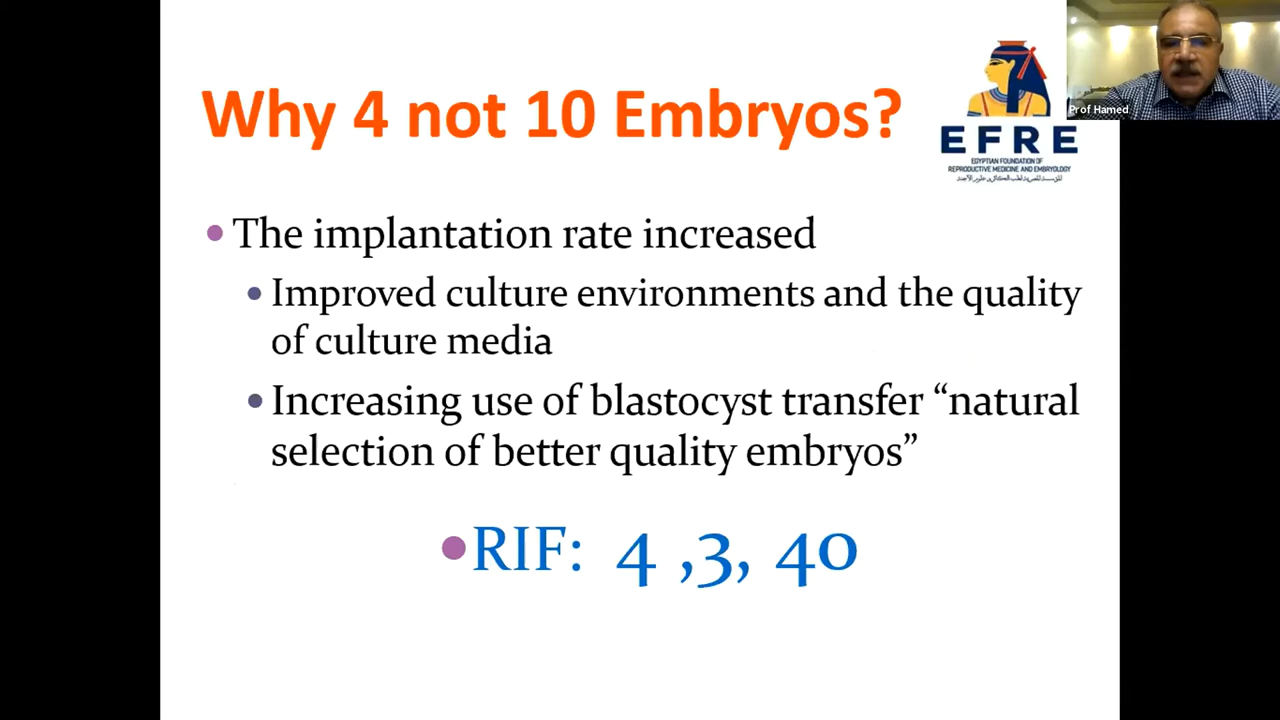 Why 4 not 10 Embryos?
Prof Hamed
EFRE
EGYPTIAN FOUNDATION OF
REPRODUCTIVE MEDICINE AND EMBRYOLOGY
• The implantation rate increased
• Improved culture environments and the quality
of culture media
• Increasing use of blastocyst transfer “natural
selection of better quality embryos”
• RIF: 4 ,3, 40